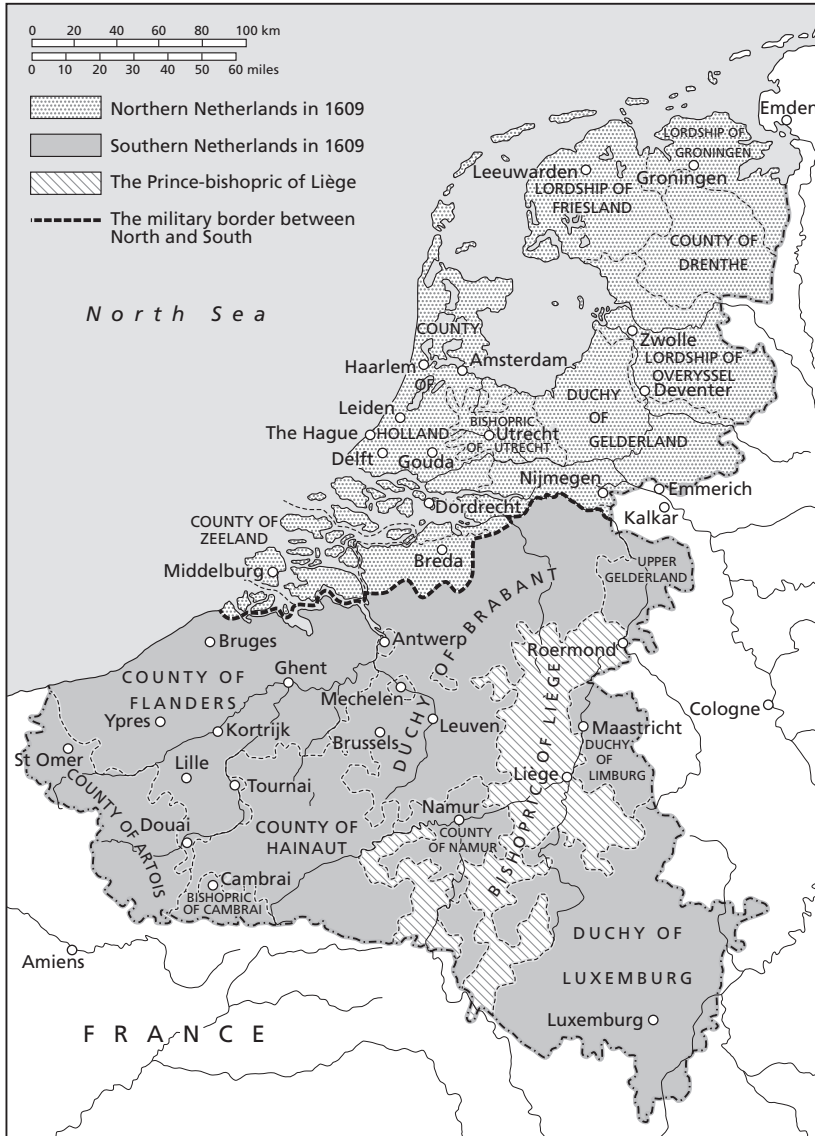 0 20 40 60 80 100 km
0 10 20 30 40 50 60 miles
Northern Netherlands in 1609
Southern Netherlands in 1609
The Prince-bishopric of Liège
The military border between
North and South
North Sea
Emden
LORDSHIP OF
GRONINGEN
Groningen
Leeuwarden
LORDSHIP OF
FRIESLAND
COUNTY OF
DRENTHE
COUNTY
OF
HOLLAND
Zwolle
LORDSHIP OF
OVERYSSEL
Deventer
Haarlem
Amsterdam
DUCHY
OF
GELDERLAND
Leiden
BISHOPRIC
OF UTRECHT
Utrecht
The Hague
Delft
Gouda
Nijmegen
Emmerich
Kalkar
Dordrecht
COUNTY OF
ZEELAND
Breda
Middelburg
UPPER
GELDERLAND
DUCHY OF BRABANT
Bruges
Antwerp
Roermond
COUNTY OF
FLANDERS
Ghent
Mechelen
Cologne
Ypres
Kortrijk
Brussels
Leuven
Maastricht
DUCHY
OF
LIMBURG
St Omer
Lille
Tournai
Liège
BISHOPRIC OF LIÈGE
COUNTY OF ARTOIS
Douai
COUNTY OF
HAINAUT
Namur
COUNTY
OF NAMUR
Cambrai
BISHOPRIC
OF CAMBRAI
Amiens
DUCHY OF
LUXEMBURG
Luxemburg
FRANCE